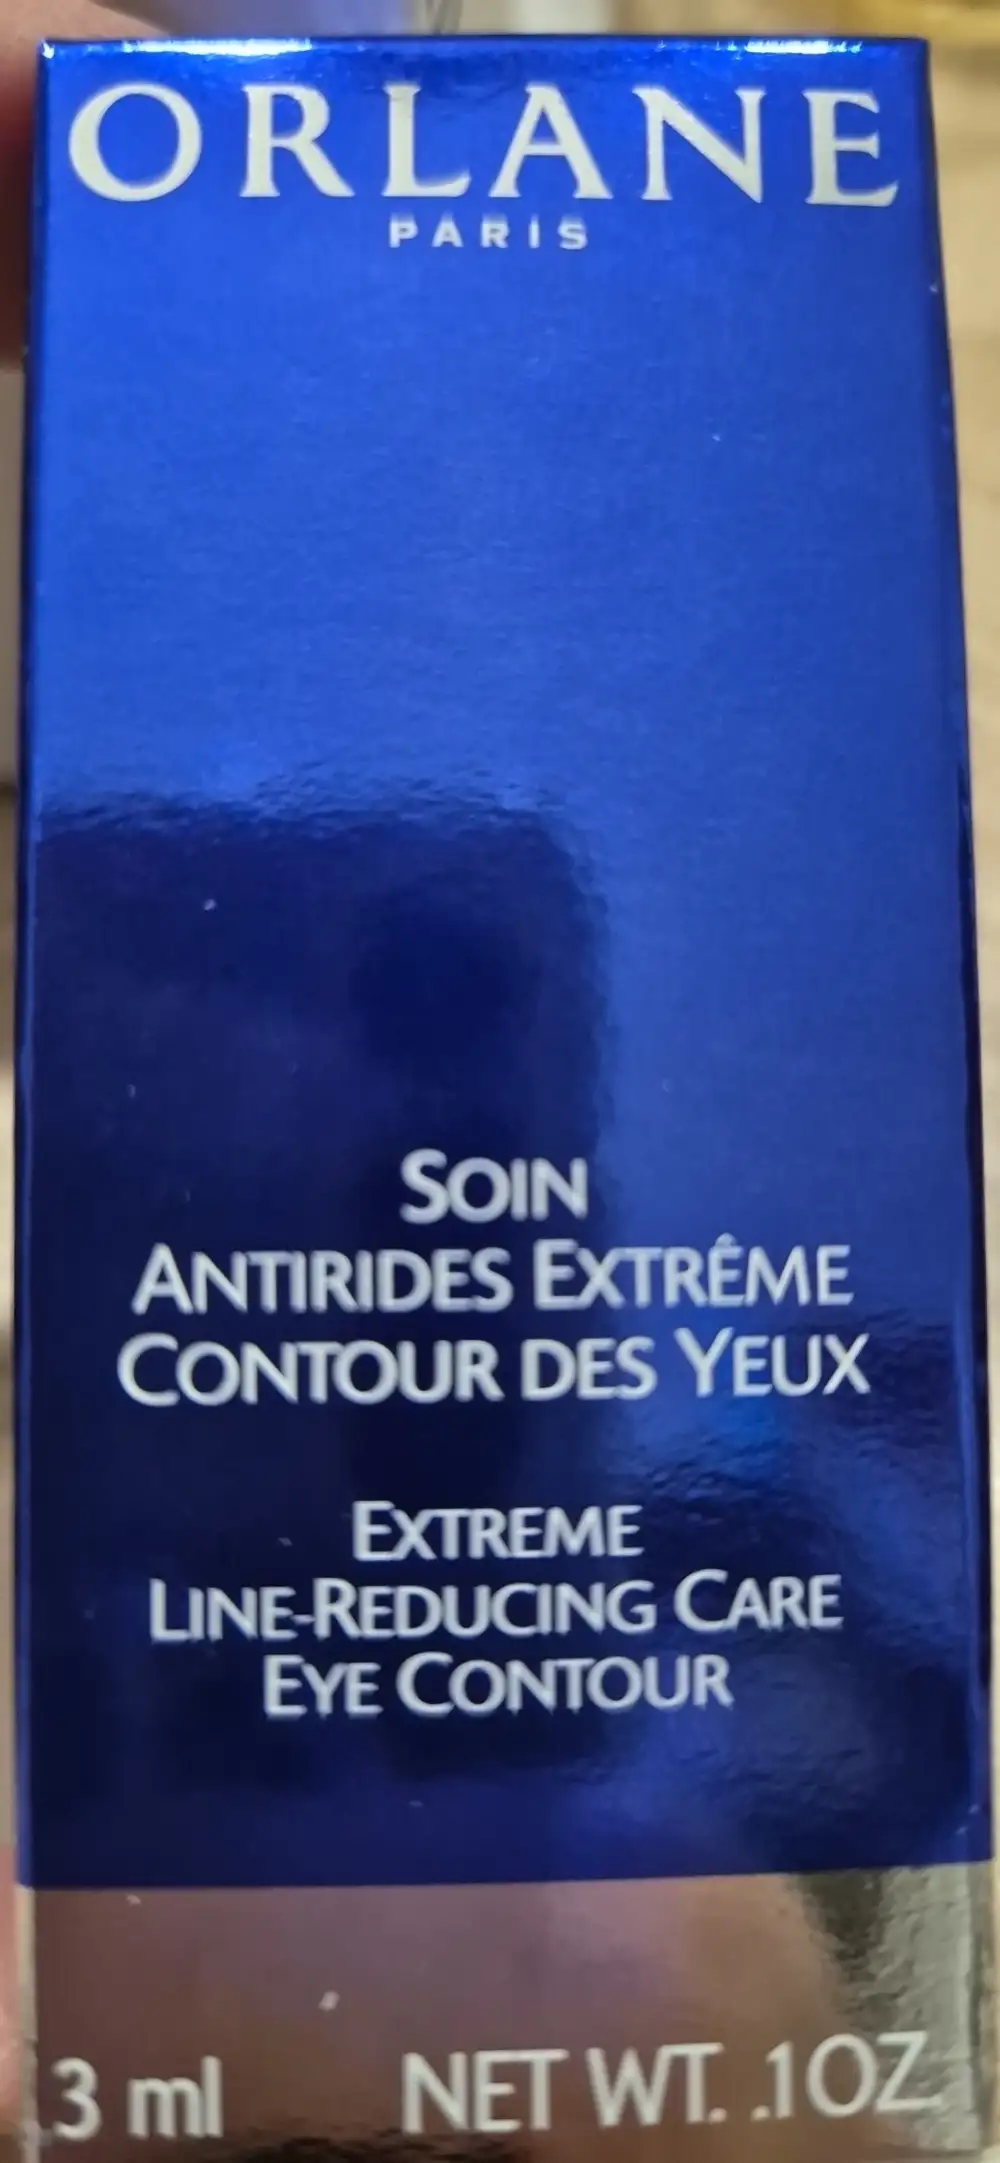 ORLANE
PARIS
SOIN
ANTIRIDES EXTRÊME
CONTOUR DES YEUX
EXTREME
LINE-REDUCING CARE
EYE CONTOUR
3 ml NET WT. .1OZ.